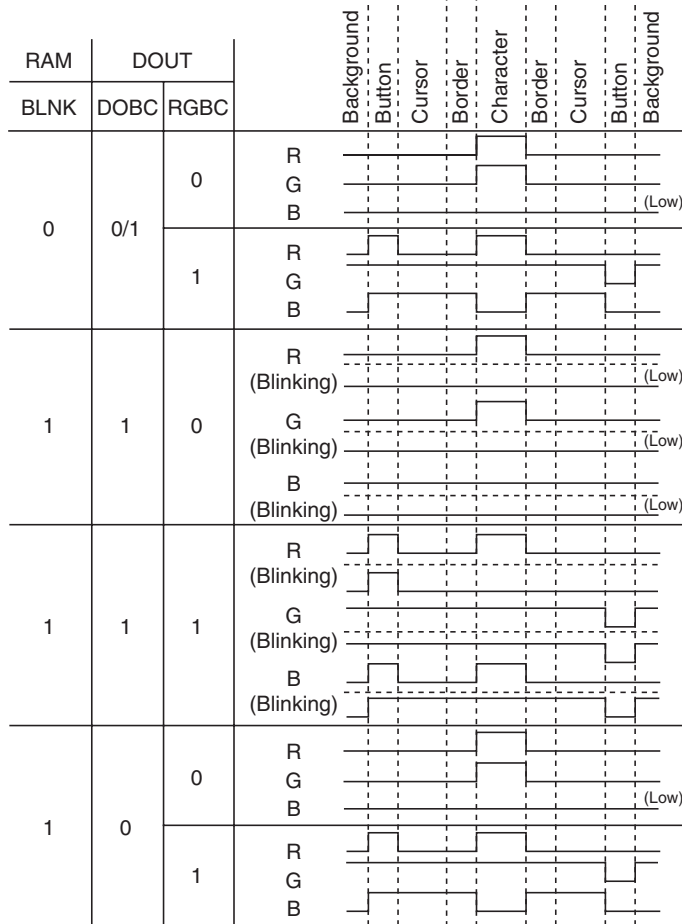 RAM DOUT
BLNK DOBC RGBC
Background Button Cursor Border Character Border Cursor Button Background
0 0/1
0
R
G
B (Low)
1
R
G
B
1 1 0
R
(Blinking) (Low)
G
(Blinking) (Low)
B
(Blinking) (Low)
1 1 1
R
(Blinking)
G
(Blinking)
B
(Blinking)
1 0
0
R
G
B (Low)
1
R
G
B